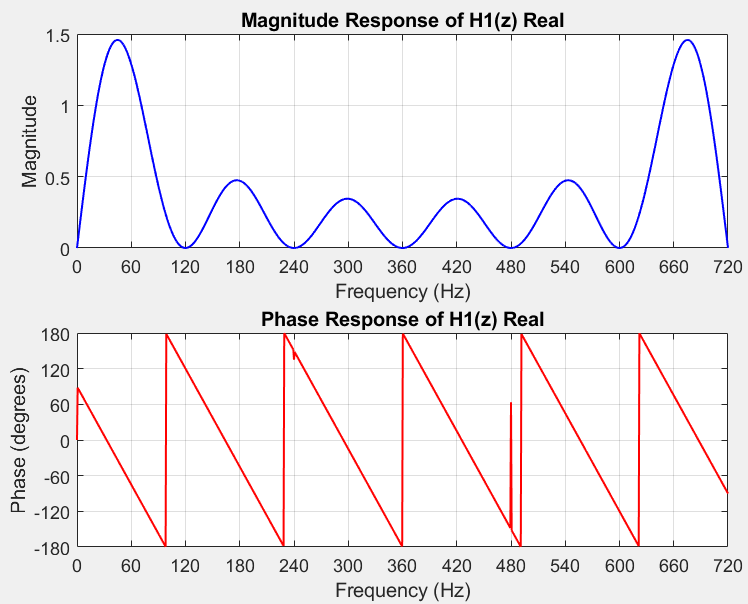 Magnitude Response of H1(z) Real
1.5
1
0.5
0
Magnitude
0 60 120 180 240 300 360 420 480 540 600 660 720
Frequency (Hz)
Phase Response of H1(z) Real
180
120
60
0
-60
-120
-180
Phase (degrees)
0 60 120 180 240 300 360 420 480 540 600 660 720
Frequency (Hz)